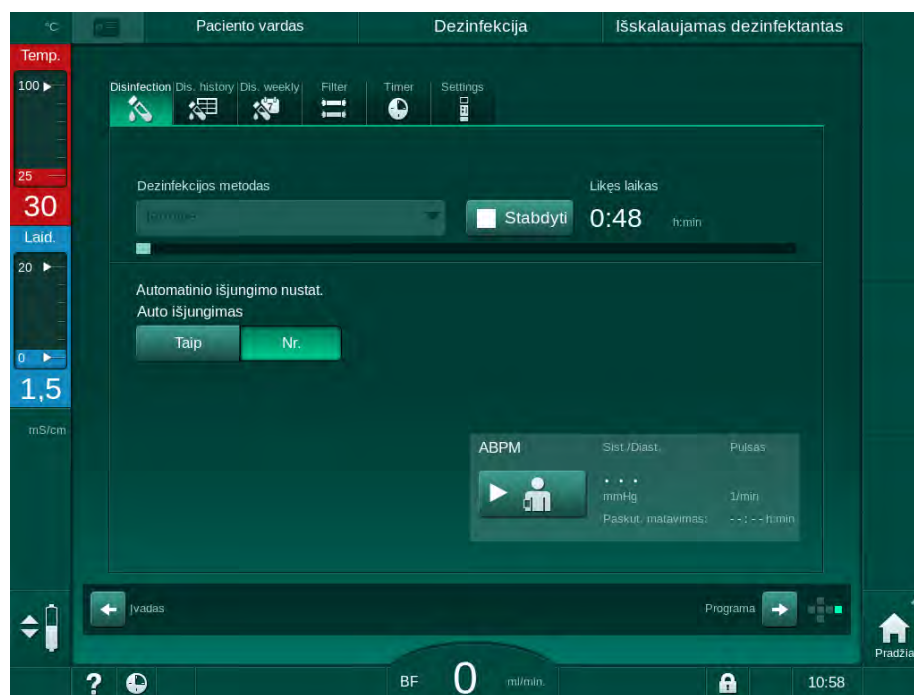 °C
Paciento vardas
Dezinfekcija
Išskalaujamas dezinfektantas
Temp.
100
25
30
Laid.
20
0
1,5
mS/cm
Disinfection Dis. history Dis. weekly Filter Timer Settings
Dezinfekcijos metodas
Likęs laikas
Stabdyti
0:48 h:min
Automatinio išjungimo nustat.
Auto išjungimas
Taip Nr.
ABPM Sist./Diast. Pulsas
. . .
mmHg 1/min
Paskut. matavimas: --:-- h:min
Įvadas
Programa
Pradžia
? BF 0 ml/min. 10:58